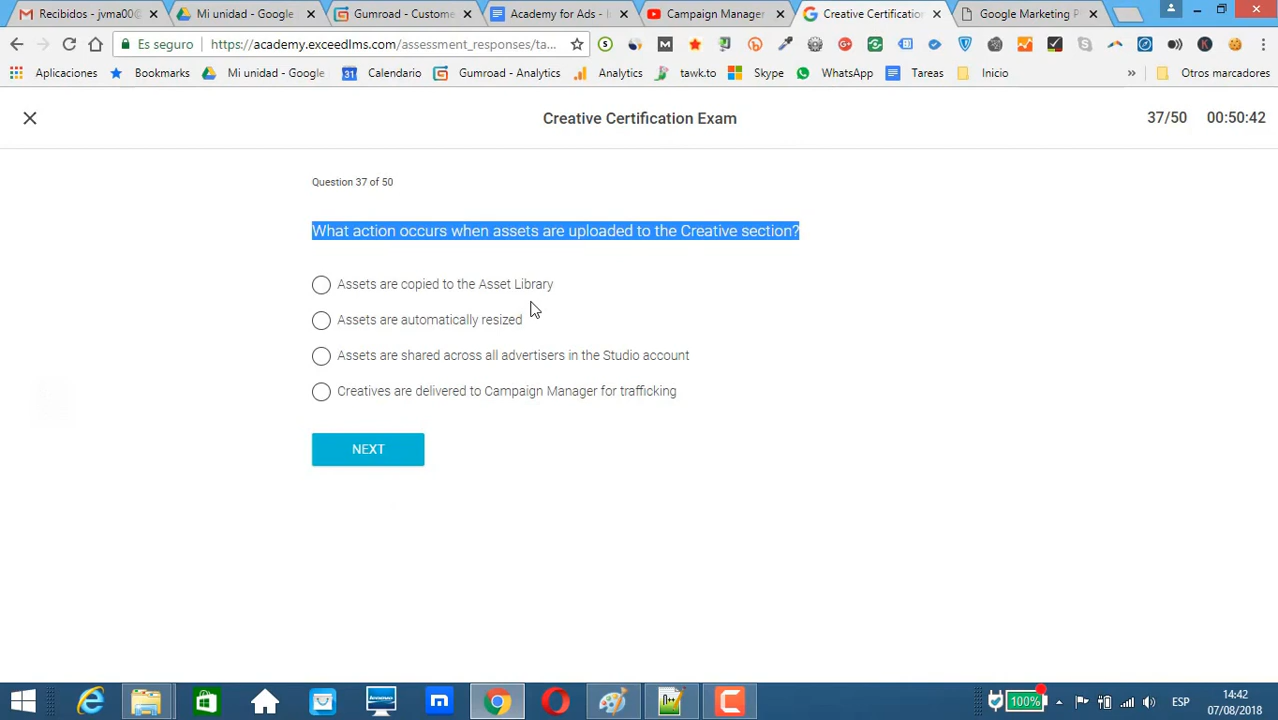 Recibidos - jvma00@
Mi unidad - Google
Gumroad - Custome
Academy for Ads - I
Campaign Manager
Creative Certification
Google Marketing P
Es seguro
https://academy.exceedlms.com/assessment_responses/ta...
Aplicaciones
Bookmark
Mi unidad - Google
31
Calendario
Gumroad - Analytics
Analytics
tawk.to
Skype
WhatsApp
Tareas
Inicio
»
Otros marcadores
Creative Certification Exam
37/50
00:50:42
Question 37 of 50
What action occurs when assets are uploaded to the Creative section?
Assets are copied to the Asset Library
Assets are automatically resized
Assets are shared across all advertisers in the Studio account
Creatives are delivered to Campaign Manager for trafficking
NEXT
100%
ESP
14:42
07/08/2018